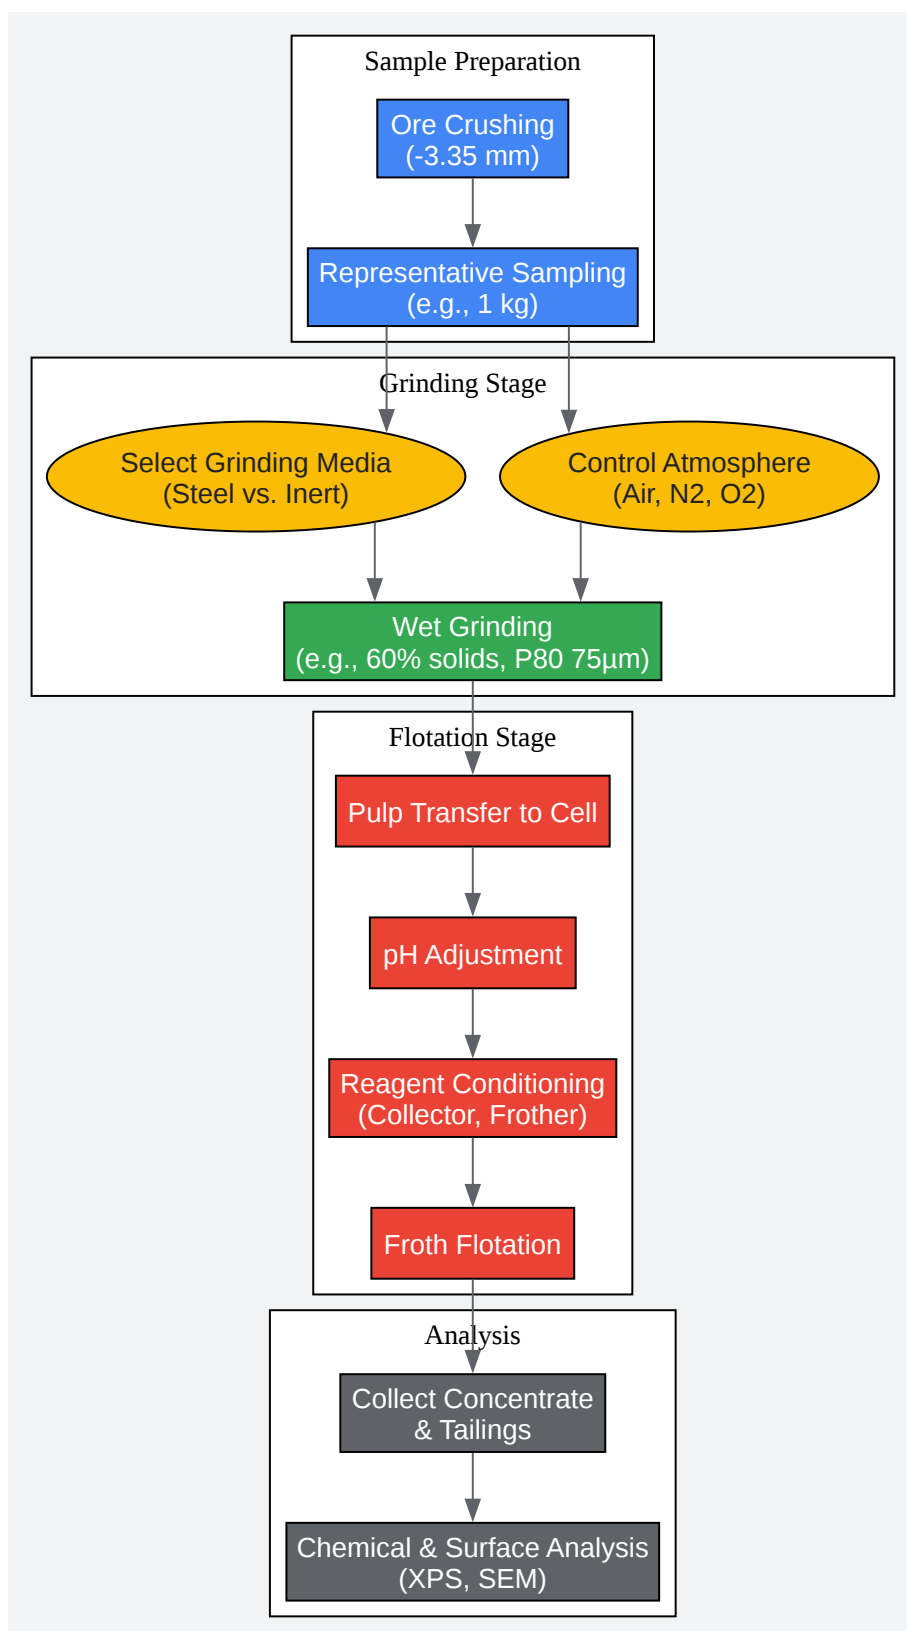 Sample Preparation
Ore Crushing
(-3.35 mm)
Representative Sampling
(e.g., 1 kg)
Grinding Stage
Select Grinding Media
(Steel vs. Inert)
Control Atmosphere
(Air, N2, O2)
Wet Grinding
(e.g., 60% solids, P80 75µm)
Flotation Stage
Pulp Transfer to Cell
pH Adjustment
Reagent Conditioning
(Collector, Frother)
Froth Flotation
Analysis
Collect Concentrate
& Tailings
Chemical & Surface Analysis
(XPS, SEM)